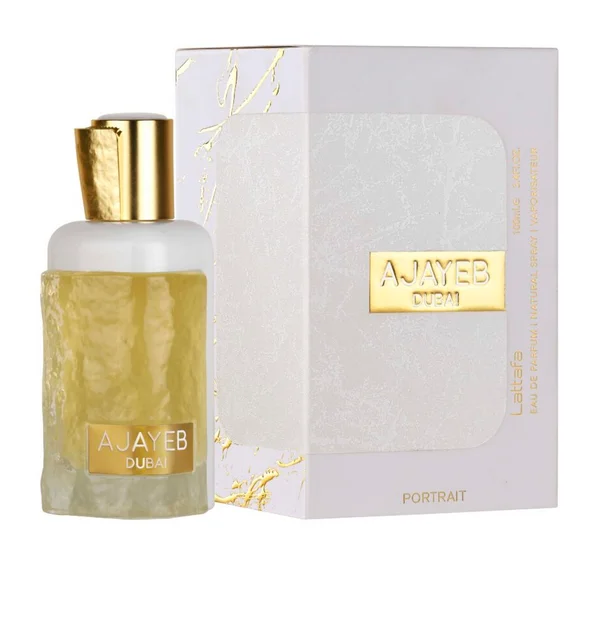 AJAYEB
DUBAI
AJAYEB
DUBAI
Lattafa
EAU DE PARFUM | NATURAL SPRAY | VAPORISATEUR
PORTRAIT